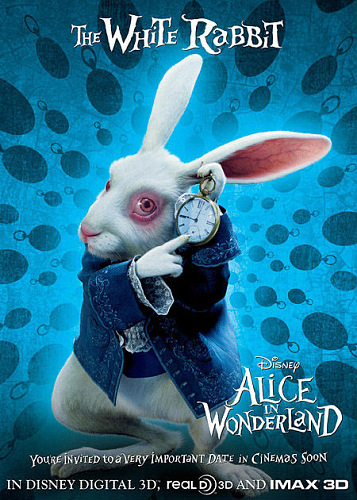 The White Rabbit
Disney
Alice
in
Wonderland
You're invited to a very important date in cinemas soon
IN DISNEY DIGITAL 3D, REAL D 3D AND IMAX 3D